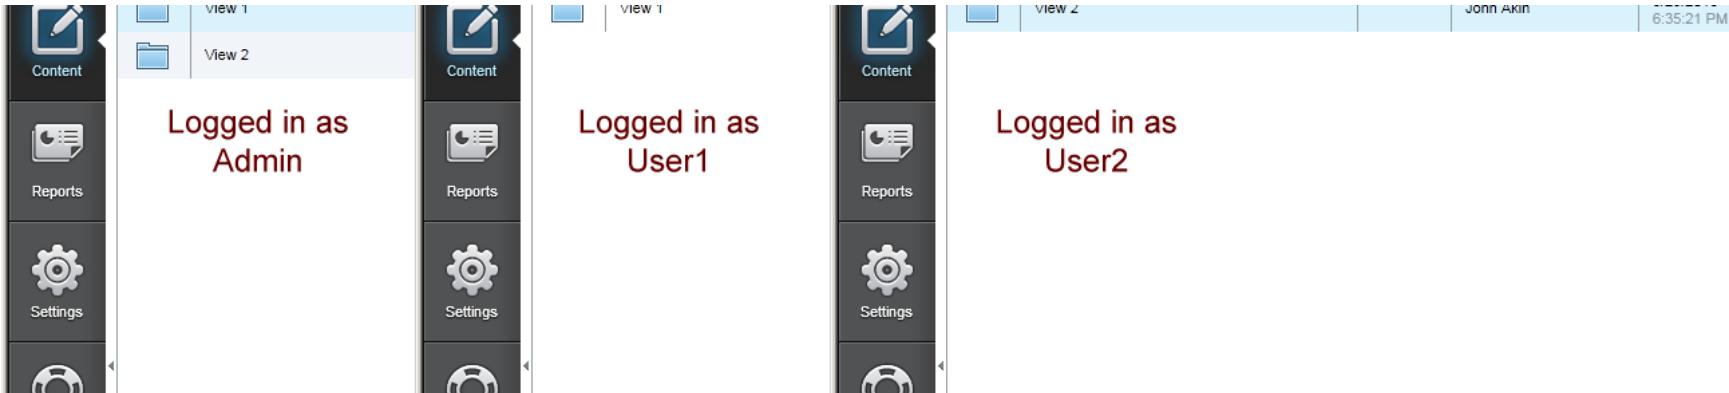 View 1
View 2
Content
Logged in as
Admin
Reports
Settings
View 1
Content
Logged in as
User1
Reports
Settings
View 2
John Akin
6:35:21 PM
Content
Logged in as
User2
Reports
Settings